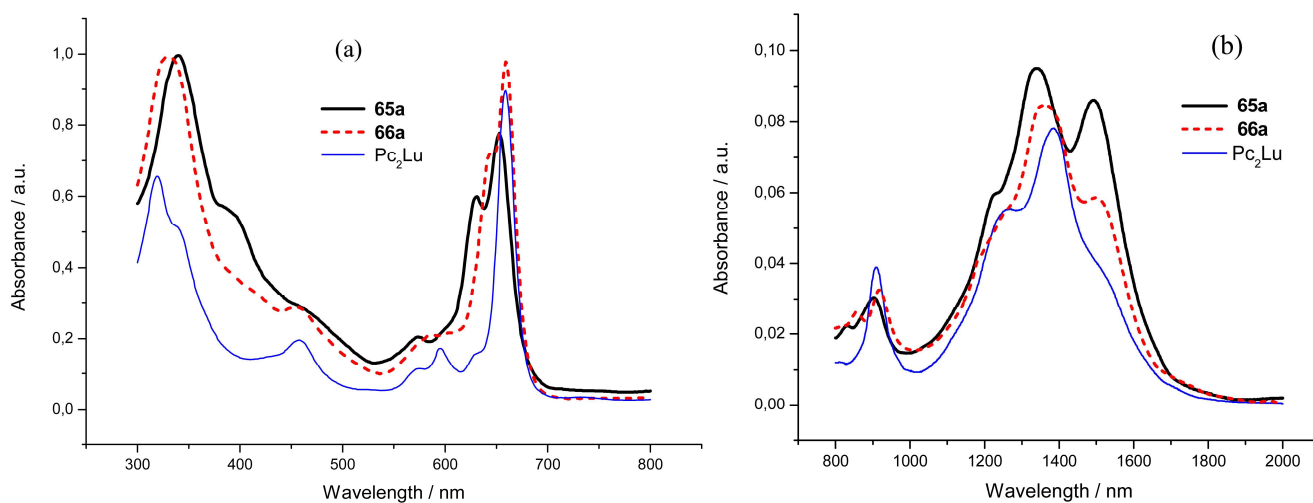 (a)
1,0
0,8
0,6
0,4
0,2
0,0
Absorbance / a.u.
65a
66a
Pc₂Lu
300 400 500 600 700 800
Wavelength / nm
(b)
0,10
0,08
0,06
0,04
0,02
0,00
Absorbance / a.u.
65a
66a
Pc₂Lu
800 1000 1200 1400 1600 1800 2000
Wavelength / nm